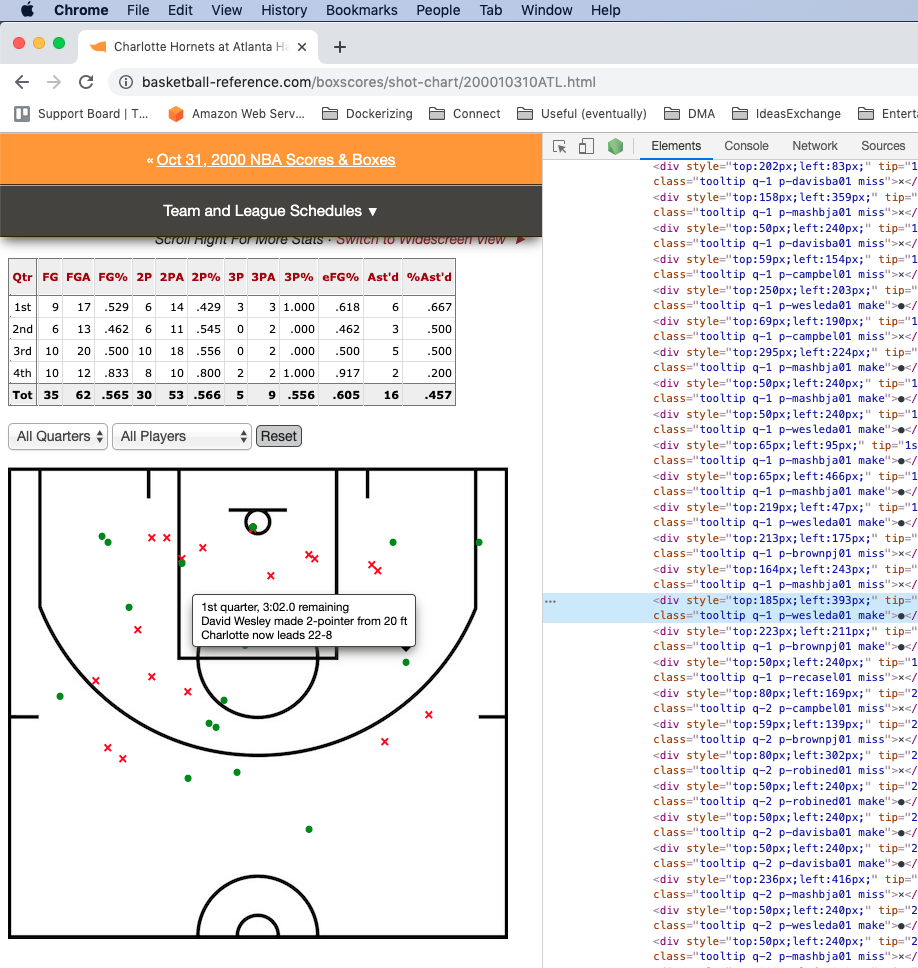 Chrome File Edit View History Bookmarks People Tab Window Help
Charlotte Hornets at Atlanta Ha
basketball-reference.com/boxscores/shot-chart/200010310ATL.html
Support Board | T... Amazon Web Serv... Dockerizing Connect Useful (eventually) DMA IdeasExchange Entert
« Oct 31, 2000 NBA Scores & Boxes
Team and League Schedules ▼
Scroll Right For More Stats · Switch to Widescreen View
Qtr FG FGA FG% 2P 2PA 2P% 3P 3PA 3P% eFG% Ast'd %Ast'd
1st 9 17 .529 6 14 .429 3 3 1.000 .618 6 .667
2nd 6 13 .462 6 11 .545 0 2 .000 .462 3 .500
3rd 10 20 .500 10 18 .556 0 2 .000 .500 5 .500
4th 10 12 .833 8 10 .800 2 2 1.000 .917 2 .200
Tot 35 62 .565 30 53 .566 5 9 .556 .605 16 .457
All Quarters All Players Reset
1st quarter, 3:02.0 remaining
David Wesley made 2-pointer from 20 ft
Charlotte now leads 22-8
Elements Console Network Sources
<div style="top:202px;left:83px;" tip="1
class="tooltip q-1 p-davisba01 miss">×</
<div style="top:158px;left:359px;" tip="
class="tooltip q-1 p-mashbja01 miss">×</
<div style="top:50px;left:240px;" tip="1
class="tooltip q-1 p-davisba01 miss">×</
<div style="top:59px;left:154px;" tip="1
class="tooltip q-1 p-campbel01 miss">×</
<div style="top:250px;left:203px;" tip="
class="tooltip q-1 p-wesleda01 make">●</
<div style="top:69px;left:190px;" tip="1
class="tooltip q-1 p-campbel01 miss">×</
<div style="top:295px;left:224px;" tip="
class="tooltip q-1 p-mashbja01 make">●</
<div style="top:50px;left:240px;" tip="1
class="tooltip q-1 p-mashbja01 miss">×</
<div style="top:50px;left:240px;" tip="1
class="tooltip q-1 p-wesleda01 make">●</
<div style="top:65px;left:95px;" tip="1s
class="tooltip q-1 p-mashbja01 make">●</
<div style="top:65px;left:466px;" tip="1
class="tooltip q-1 p-mashbja01 make">●</
<div style="top:219px;left:47px;" tip="1
class="tooltip q-1 p-wesleda01 make">●</
<div style="top:213px;left:175px;" tip="
class="tooltip q-1 p-brownpj01 miss">×</
<div style="top:164px;left:243px;" tip="
class="tooltip q-1 p-mashbja01 make">●</
<div style="top:185px;left:393px;" tip="
class="tooltip q-1 p-wesleda01 make">●</
<div style="top:223px;left:211px;" tip="
class="tooltip q-1 p-brownpj01 make">●</
<div style="top:50px;left:240px;" tip="1
class="tooltip q-1 p-recasel01 miss">×</
<div style="top:80px;left:169px;" tip="2
class="tooltip q-2 p-campbel01 make">●</
<div style="top:59px;left:139px;" tip="2
class="tooltip q-2 p-brownpj01 miss">×</
<div style="top:80px;left:302px;" tip="2
class="tooltip q-2 p-robined01 miss">×</
<div style="top:50px;left:240px;" tip="2
class="tooltip q-2 p-robined01 make">●</
<div style="top:50px;left:240px;" tip="2
class="tooltip q-2 p-davisba01 make">●</
<div style="top:50px;left:240px;" tip="2
class="tooltip q-2 p-davisba01 make">●</
<div style="top:236px;left:416px;" tip="
class="tooltip q-2 p-mashbja01 miss">×</
<div style="top:50px;left:240px;" tip="2
class="tooltip q-2 p-wesleda01 make">●</
<div style="top:50px;left:240px;" tip="2
class="tooltip q-2 p-mashbja01 miss">×</